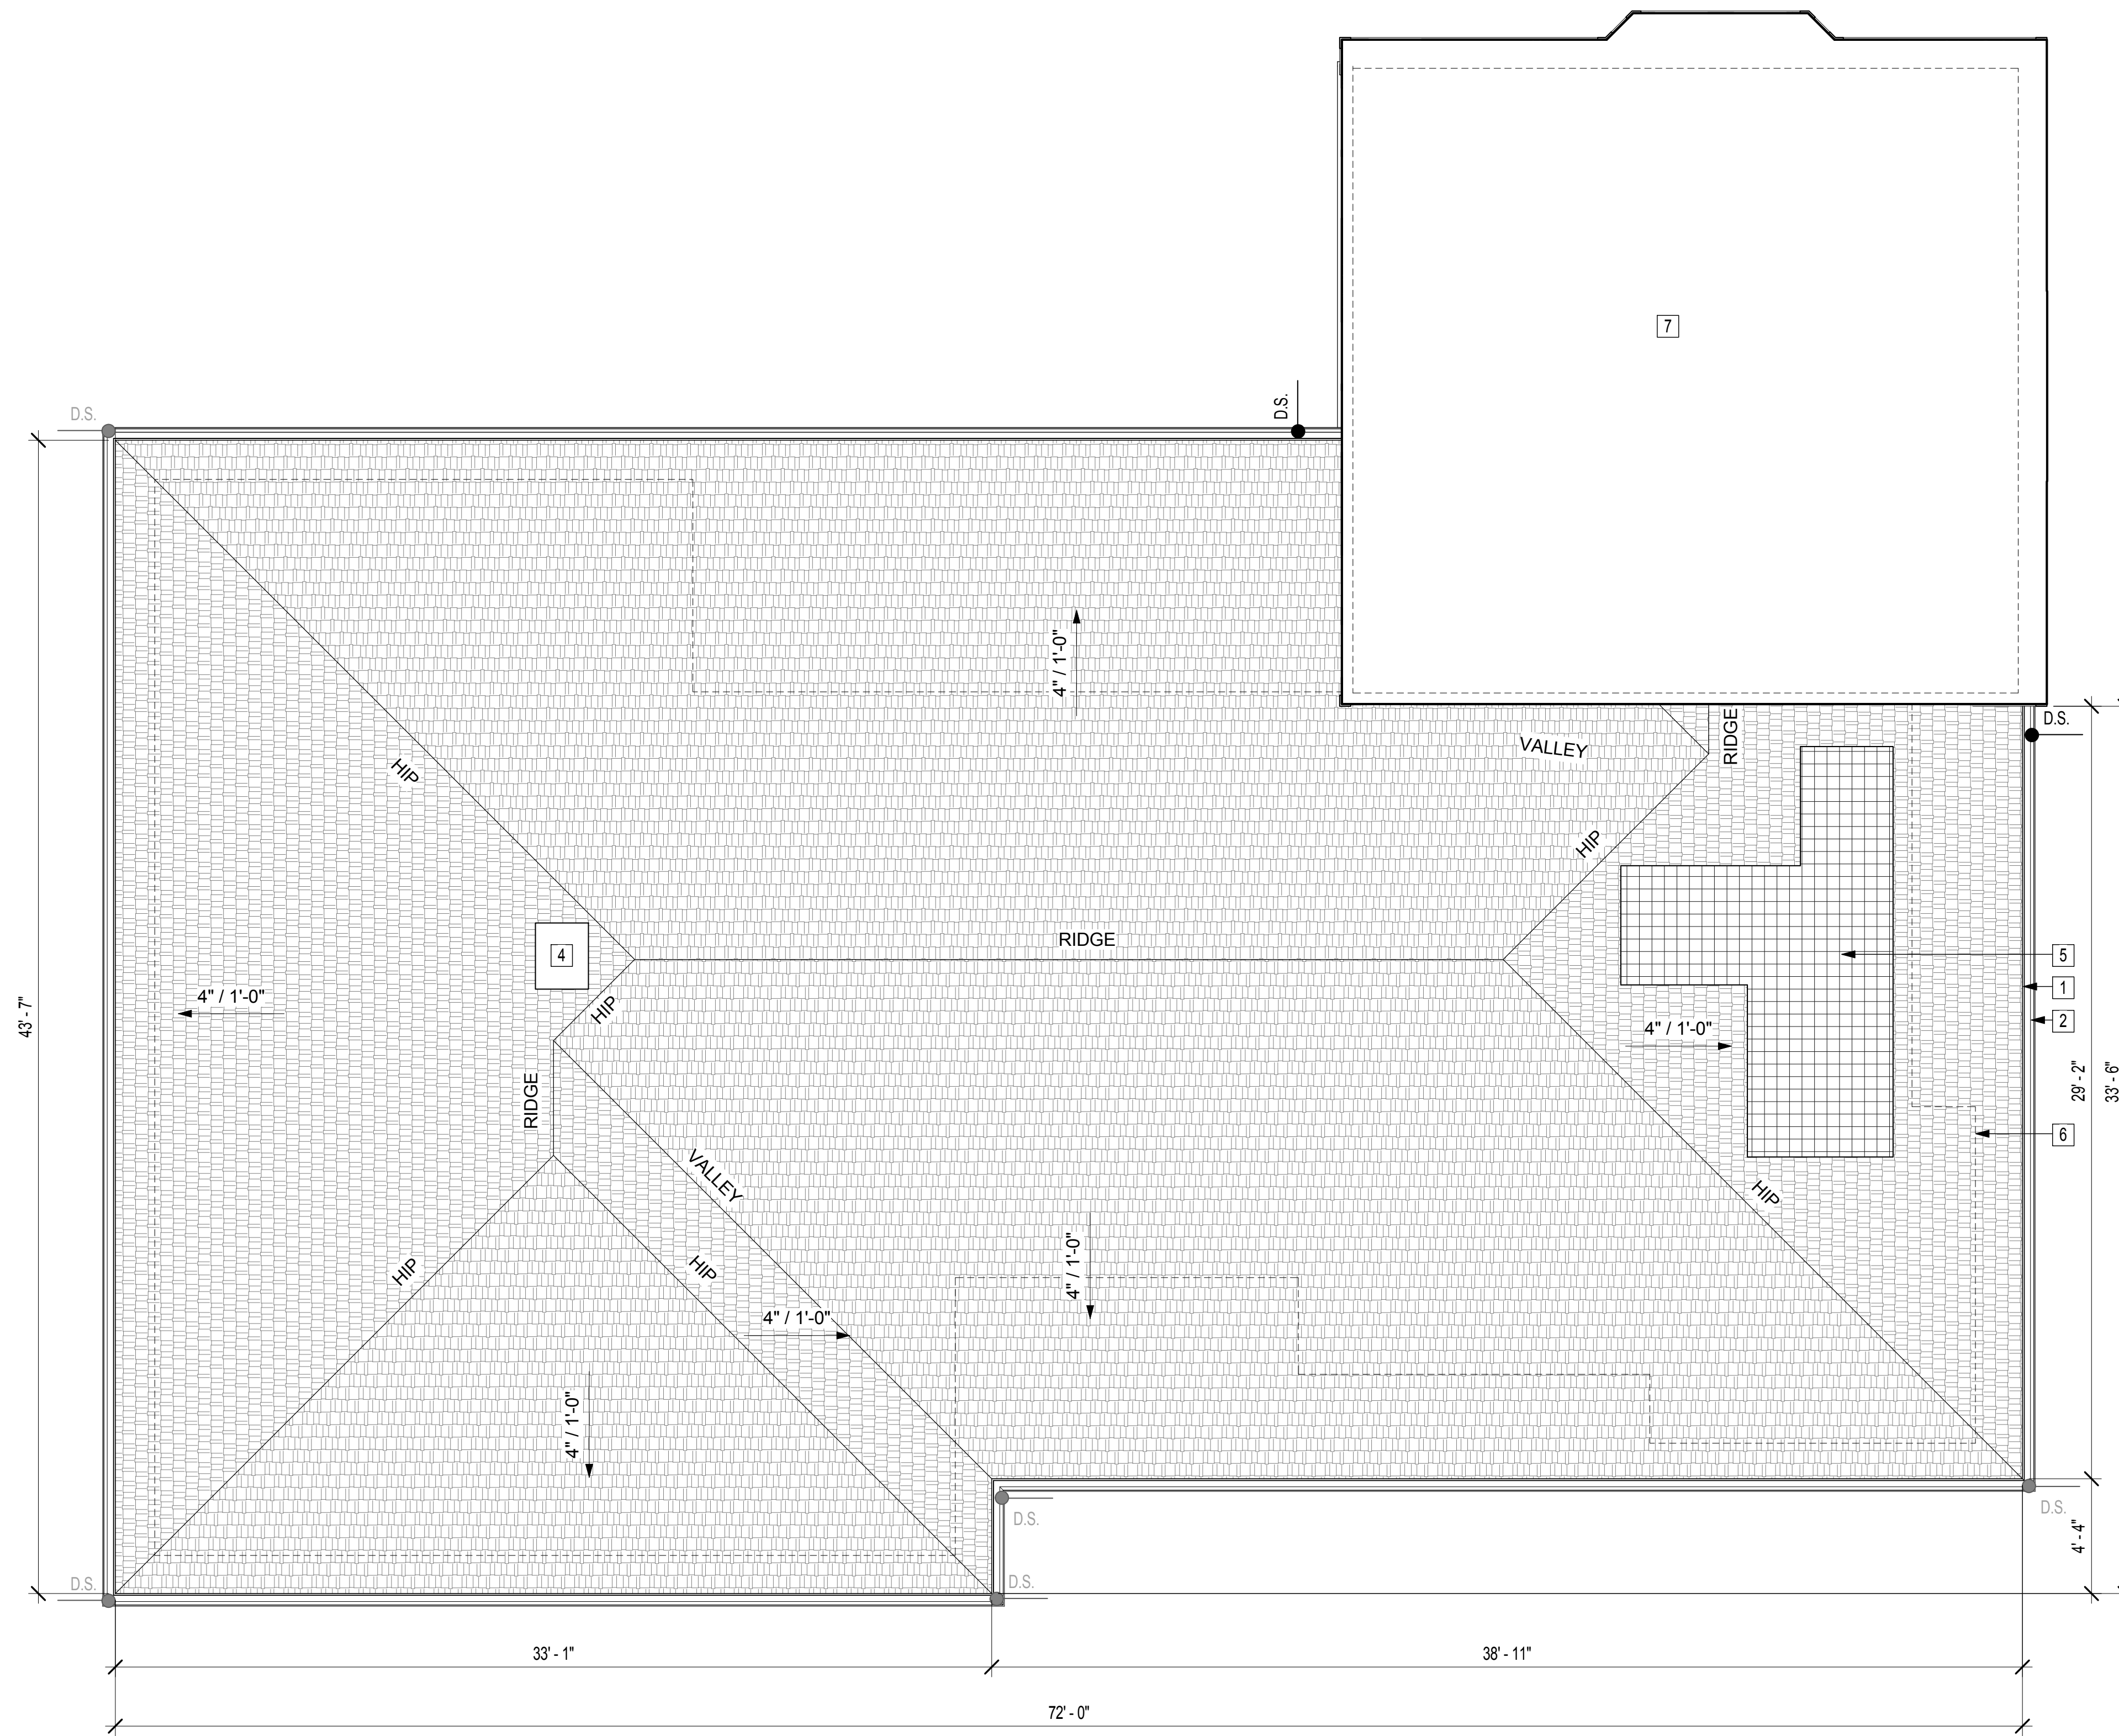 7
D.S.
D.S.
D.S.
RIDGE
VALLEY
4" / 1'-0"
HIP
HIP
RIDGE
4
5
1
4" / 1'-0"
HIP
2
43' - 7"
4" / 1'-0"
29' - 2"
33' - 6"
RIDGE
6
VALLEY
HIP
HIP
HIP
4" / 1'-0"
4" / 1'-0"
4" / 1'-0"
D.S.
D.S.
4' - 4"
D.S.
D.S.
33' - 1"
38' - 11"
72' - 0"